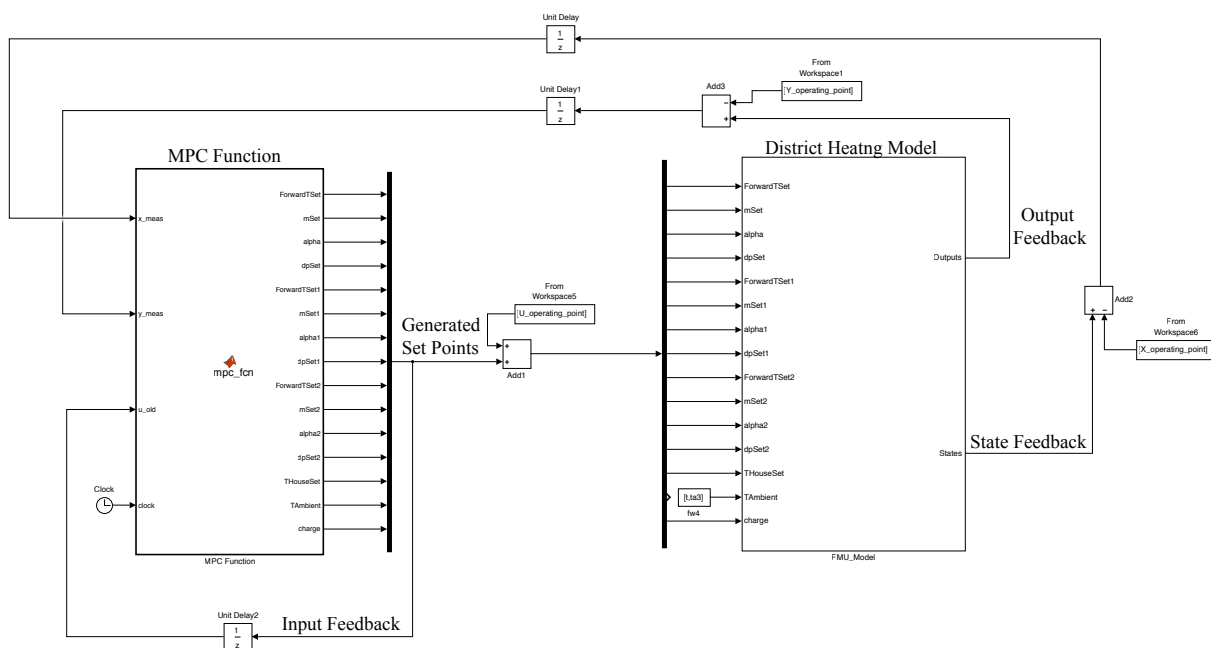 Unit Delay
1
z
From
Workspace1
[Y_operating_point]
Add3
−
+
Unit Delay1
1
z
MPC Function
x_meas
y_meas
u_old
clock
mpc_fcn
ForwardTSet
mSet
alpha
dpSet
ForwardTSet1
mSet1
alpha1
dpSet1
ForwardTSet2
mSet2
alpha2
dpSet2
THouseSet
TAmbient
charge
MPC Function
Clock
Generated
Set Points
From
Workspace5
[U_operating_point]
+
+
Add1
District Heatng Model
ForwardTSet
mSet
alpha
dpSet
ForwardTSet1
mSet1
alpha1
dpSet1
ForwardTSet2
mSet2
alpha2
dpSet2
THouseSet
TAmbient
charge
[t,ta3]
fw4
Outputs
States
FMU_Model
Output
Feedback
Add2
+ −
From
Workspace6
[X_operating_point]
State Feedback
Unit Delay2
1
z
Input Feedback